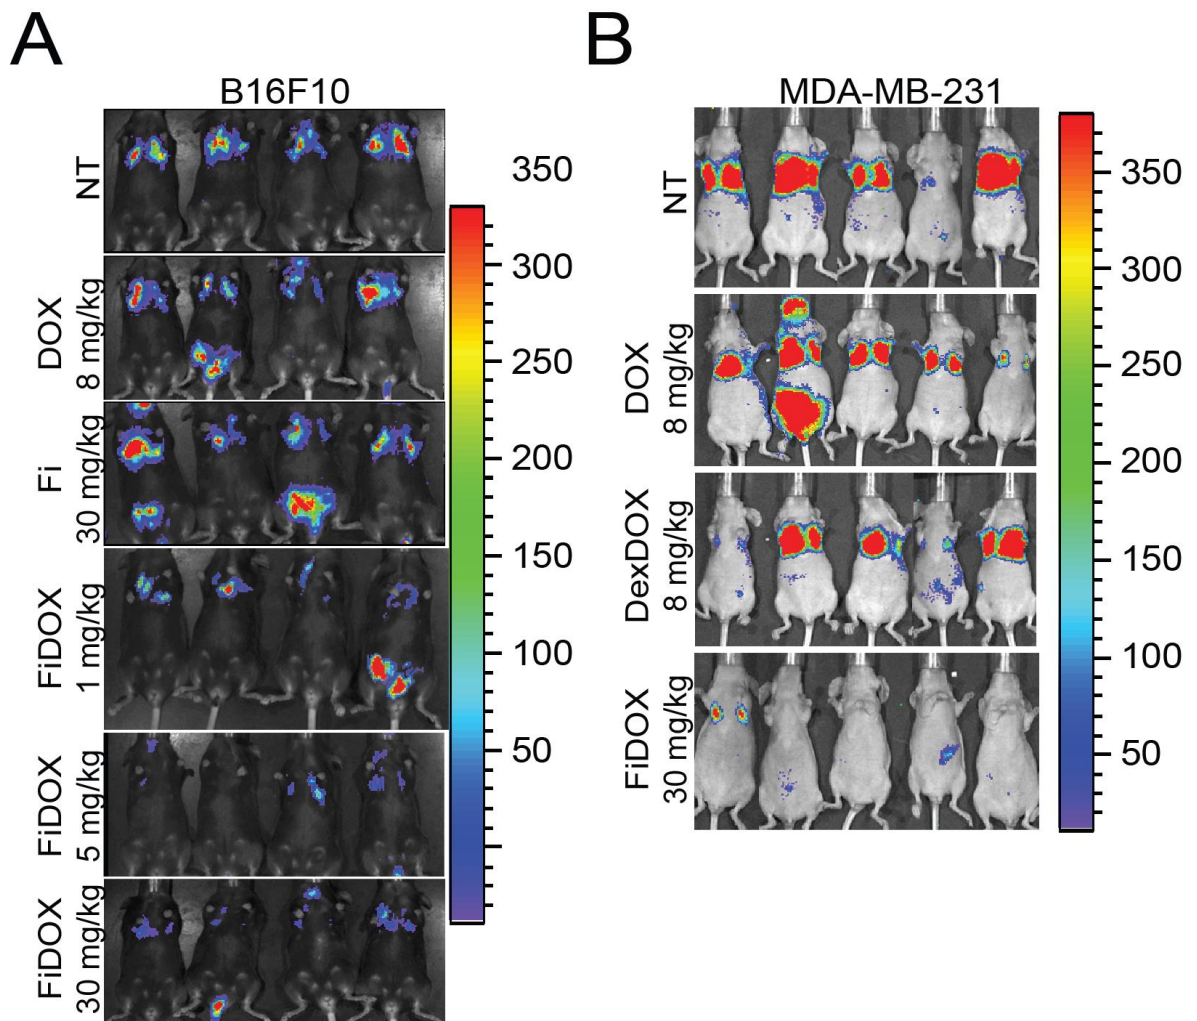 A
B16F10
NT
DOX
8 mg/kg
Fi
30 mg/kg
FiDOX
1 mg/kg
FiDOX
5 mg/kg
FiDOX
30 mg/kg
350
300
250
200
150
100
50
B
MDA-MB-231
NT
DOX
8 mg/kg
DexDOX
8 mg/kg
FiDOX
30 mg/kg
350
300
250
200
150
100
50